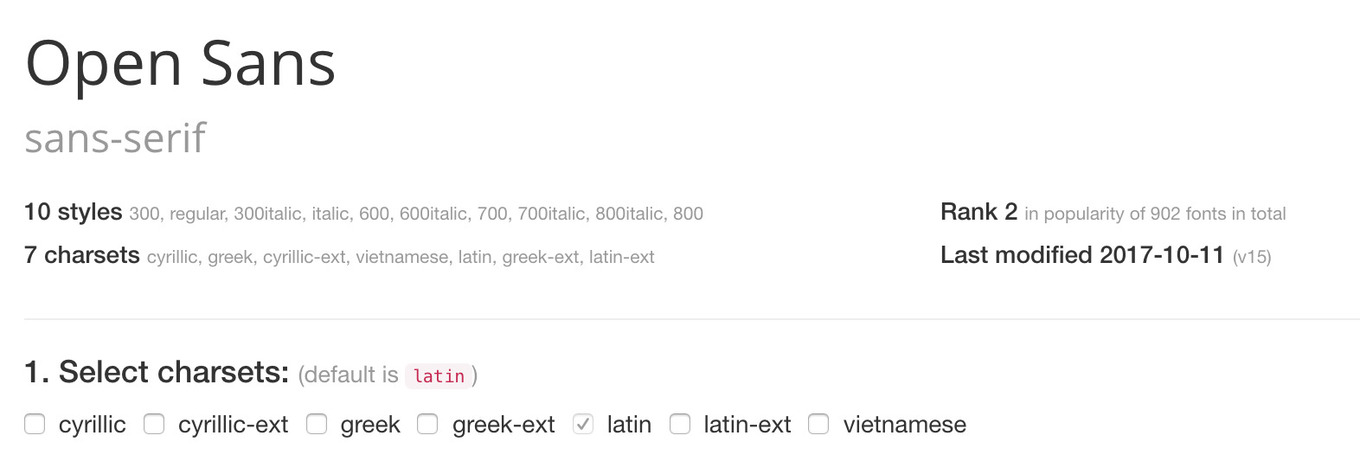 Open Sans
sans-serif
10 styles 300, regular, 300italic, italic, 600, 600italic, 700, 700italic, 800italic, 800
Rank 2 in popularity of 902 fonts in total
7 charsets cyrillic, greek, cyrillic-ext, vietnamese, latin, greek-ext, latin-ext
Last modified 2017-10-11 (v15)
1. Select charsets: (default is latin )
cyrillic cyrillic-ext greek greek-ext latin latin-ext vietnamese